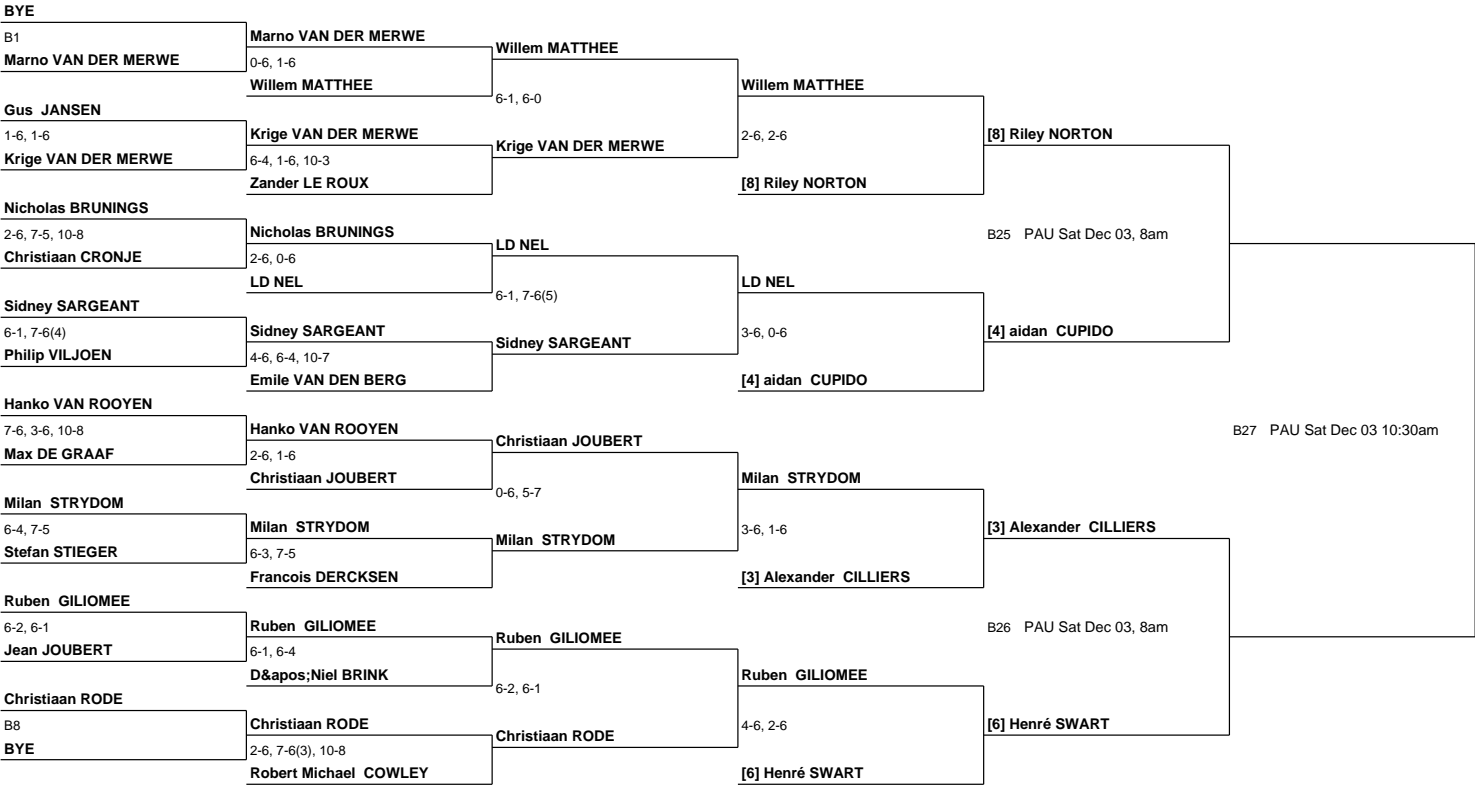 BYE
B1
Marno VAN DER MERWE
Gus JANSEN
1-6, 1-6
Krige VAN DER MERWE
Nicholas BRUNINGS
2-6, 7-5, 10-8
Christiaan CRONJE
Sidney SARGEANT
6-1, 7-6(4)
Philip VILJOEN
Hanko VAN ROOYEN
7-6, 3-6, 10-8
Max DE GRAAF
Milan STRYDOM
6-4, 7-5
Stefan STIEGER
Ruben GILIOMEE
6-2, 6-1
Jean JOUBERT
Christiaan RODE
B8
BYE
Marno VAN DER MERWE
0-6, 1-6
Willem MATTHEE
Krige VAN DER MERWE
6-4, 1-6, 10-3
Zander LE ROUX
Nicholas BRUNINGS
2-6, 0-6
LD NEL
Sidney SARGEANT
4-6, 6-4, 10-7
Emile VAN DEN BERG
Hanko VAN ROOYEN
2-6, 1-6
Christiaan JOUBERT
Milan STRYDOM
6-3, 7-5
Francois DERCKSEN
Ruben GILIOMEE
6-1, 6-4
D&apos;Niel BRINK
Christiaan RODE
2-6, 7-6(3), 10-8
Robert Michael COWLEY
Willem MATTHEE
6-1, 6-0
Krige VAN DER MERWE
LD NEL
6-1, 7-6(5)
Sidney SARGEANT
Christiaan JOUBERT
0-6, 5-7
Milan STRYDOM
Ruben GILIOMEE
6-2, 6-1
Christiaan RODE
Willem MATTHEE
2-6, 2-6
[8] Riley NORTON
LD NEL
3-6, 0-6
[4] aidan CUPIDO
Milan STRYDOM
3-6, 1-6
[3] Alexander CILLIERS
Ruben GILIOMEE
4-6, 2-6
[6] Henré SWART
[8] Riley NORTON
B25 PAU Sat Dec 03, 8am
[4] aidan CUPIDO
[3] Alexander CILLIERS
B26 PAU Sat Dec 03, 8am
[6] Henré SWART
B27 PAU Sat Dec 03 10:30am